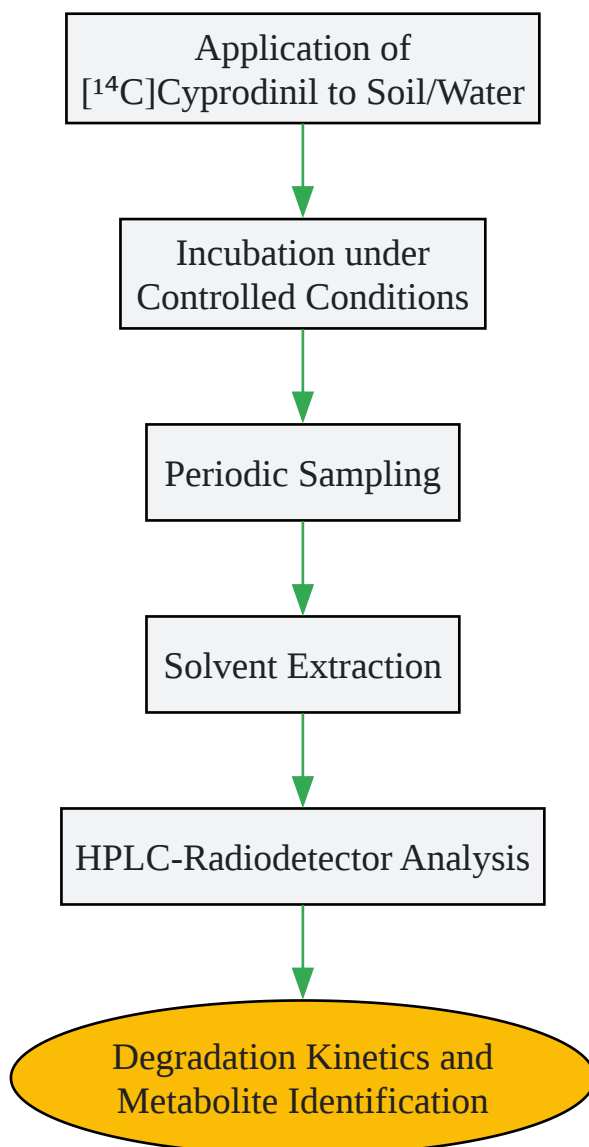 Application of
[¹⁴C]Cyprodinil to Soil/Water
Incubation under
Controlled Conditions
Periodic Sampling
Solvent Extraction
HPLC-Radiodetector Analysis
Degradation Kinetics and
Metabolite Identification